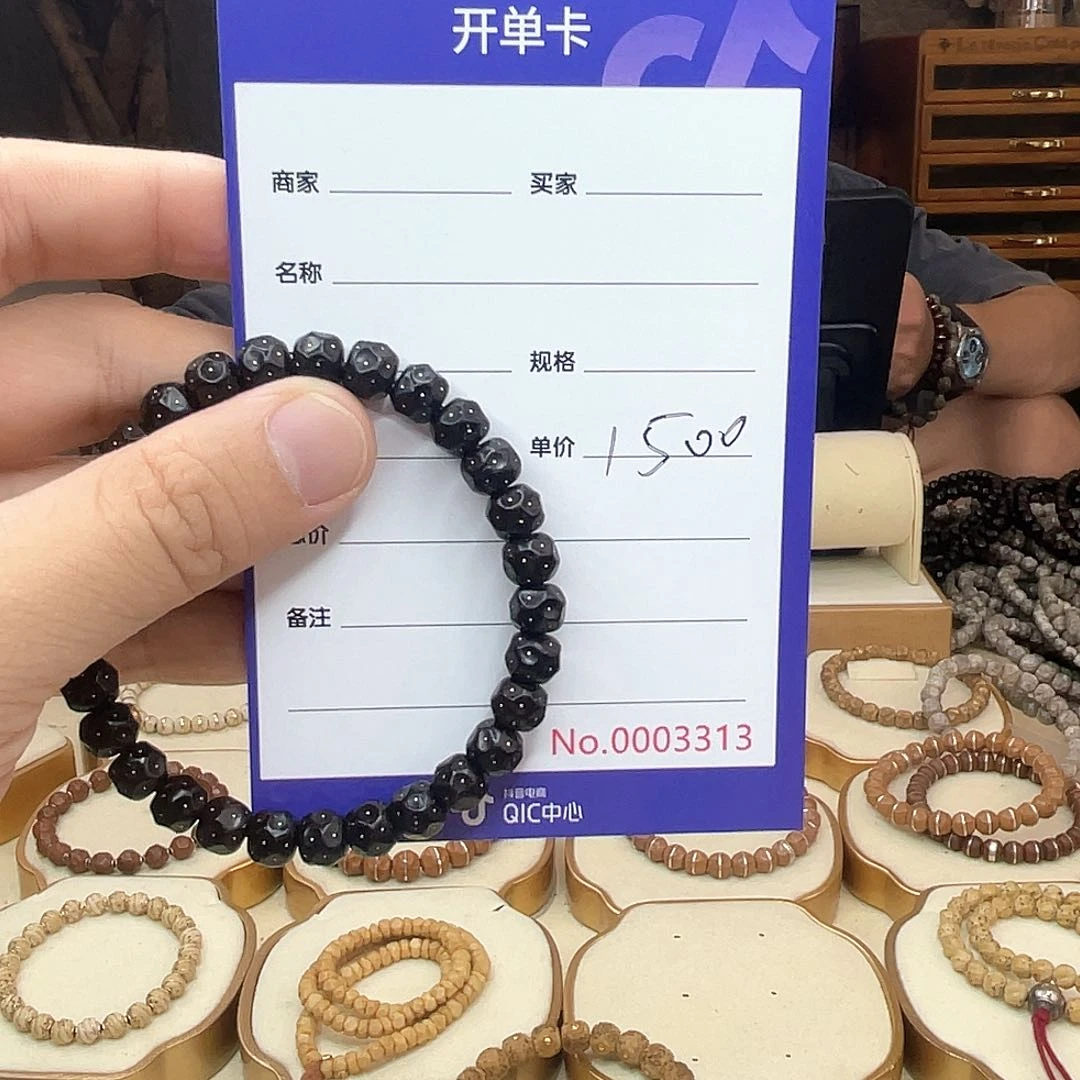 开单卡
商家 买家
名称
规格
单价 1500
价
备注
No.0003313
抖音电商
QIC中心